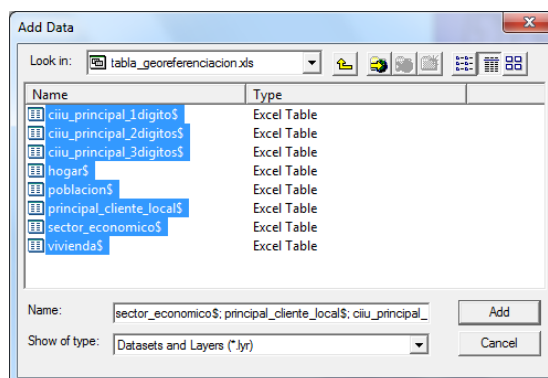 Add Data
Look in: tabla_georeferenciacion.xls
Name Type
ciiu_principal_1digito$ Excel Table
ciiu_principal_2digitos$ Excel Table
ciiu_principal_3digitos$ Excel Table
hogar$ Excel Table
poblacion$ Excel Table
principal_cliente_local$ Excel Table
sector_economico$ Excel Table
vivienda$ Excel Table
Name: sector_economico$; principal_cliente_local$; ciiu_principal_ Add
Show of type: Datasets and Layers (*.lyr) Cancel